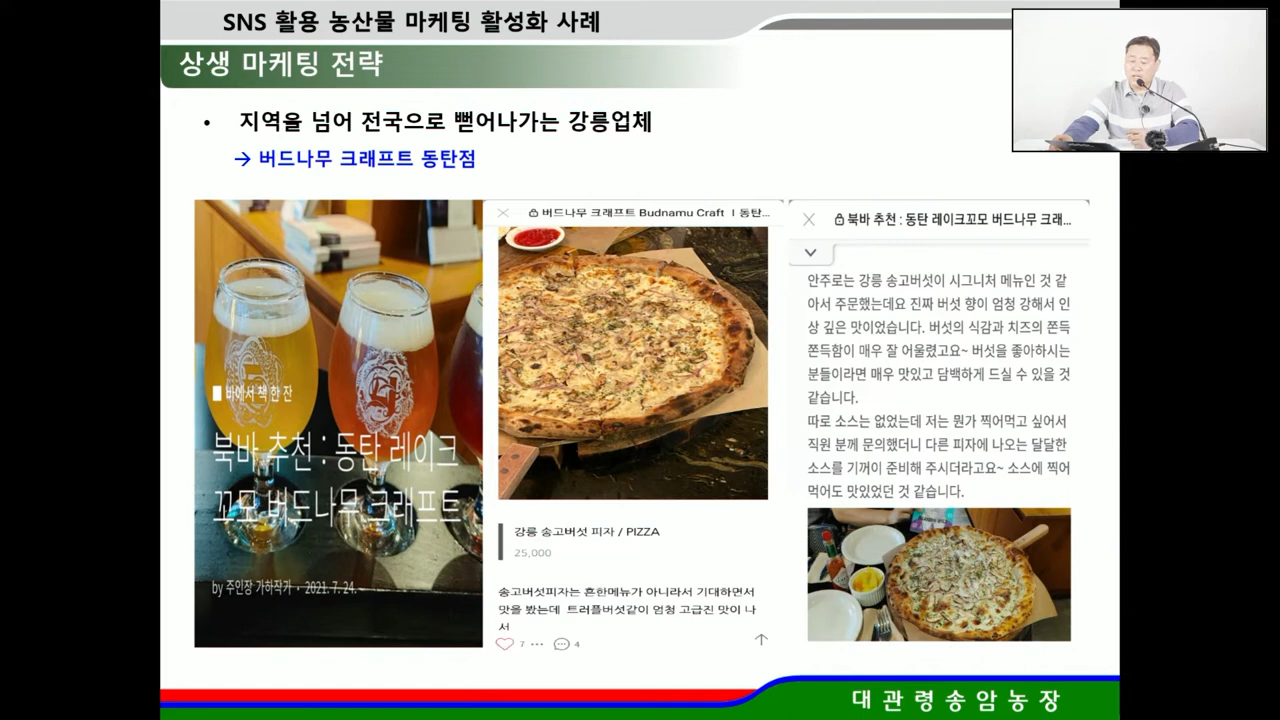 SNS 활용 농산물 마케팅 활성화 사례
상생 마케팅 전략
• 지역을 넘어 전국으로 뻗어나가는 강릉업체
→ 버드나무 크래프트 동탄점
■ 바에서 책 한 잔
북바 추천 : 동탄 레이크
꼬모 버드나무 크래프트
by 주인장 가하작가 · 2021. 7. 24.
버드나무 크래프트 Budnamu Craft ㅣ동탄...
강릉 송고버섯 피자 / PIZZA
25,000
송고버섯피자는 흔한메뉴가 아니라서 기대하면서
맛을 봤는데 트러플버섯같이 엄청 고급진 맛이 나
서
7 ··· 4
북바 추천 : 동탄 레이크꼬모 버드나무 크래...
안주로는 강릉 송고버섯이 시그니처 메뉴인 것 같
아서 주문했는데요 진짜 버섯 향이 엄청 강해서 인
상 깊은 맛이었습니다. 버섯의 식감과 치즈의 쫀득
쫀득함이 매우 잘 어울렸고요~ 버섯을 좋아하시는
분들이라면 매우 맛있고 담백하게 드실 수 있을 것
같습니다.
따로 소스는 없었는데 저는 뭔가 찍어먹고 싶어서
직원 분께 문의했더니 다른 피자에 나오는 달달한
소스를 기꺼이 준비해 주시더라고요~ 소스에 찍어
먹어도 맛있었던 것 같습니다.
대관령송암농장